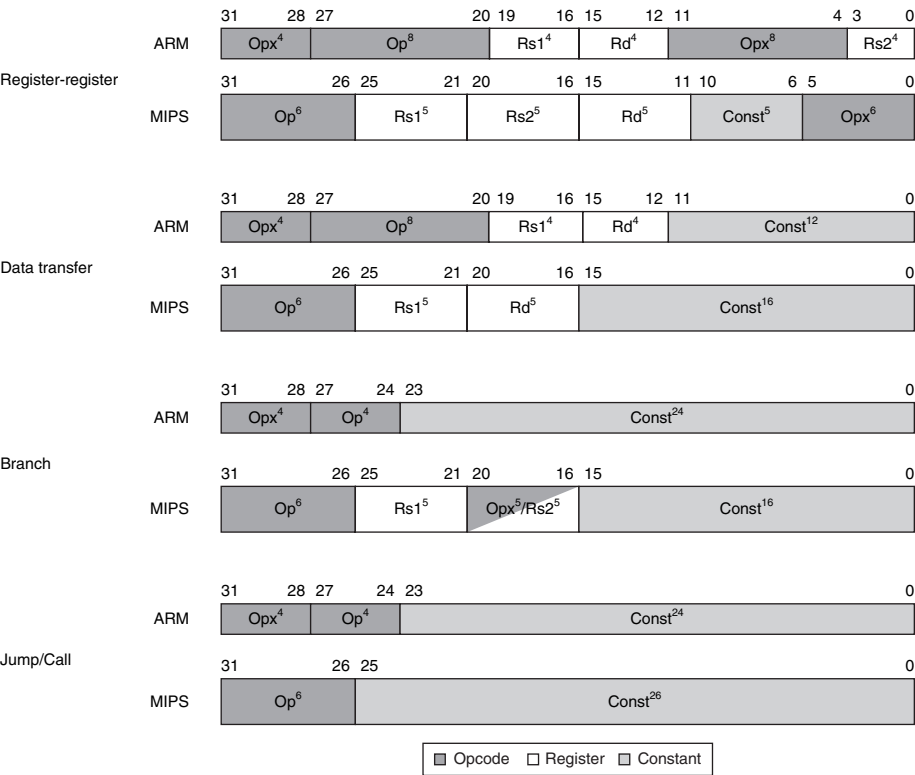 31 28 27 20 19 16 15 12 11 4 3 0
ARM Opx⁴ Op⁸ Rs1⁴ Rd⁴ Opx⁸ Rs2⁴
Register-register
31 26 25 21 20 16 15 11 10 6 5 0
MIPS Op⁶ Rs1⁵ Rs2⁵ Rd⁵ Const⁵ Opx⁶
31 28 27 20 19 16 15 12 11 0
ARM Opx⁴ Op⁸ Rs1⁴ Rd⁴ Const¹²
Data transfer
31 26 25 21 20 16 15 0
MIPS Op⁶ Rs1⁵ Rd⁵ Const¹⁶
31 28 27 24 23 0
ARM Opx⁴ Op⁴ Const²⁴
Branch
31 26 25 21 20 16 15 0
MIPS Op⁶ Rs1⁵ Opx⁵/Rs2⁵ Const¹⁶
31 28 27 24 23 0
ARM Opx⁴ Op⁴ Const²⁴
Jump/Call
31 26 25 0
MIPS Op⁶ Const²⁶
Opcode Register Constant